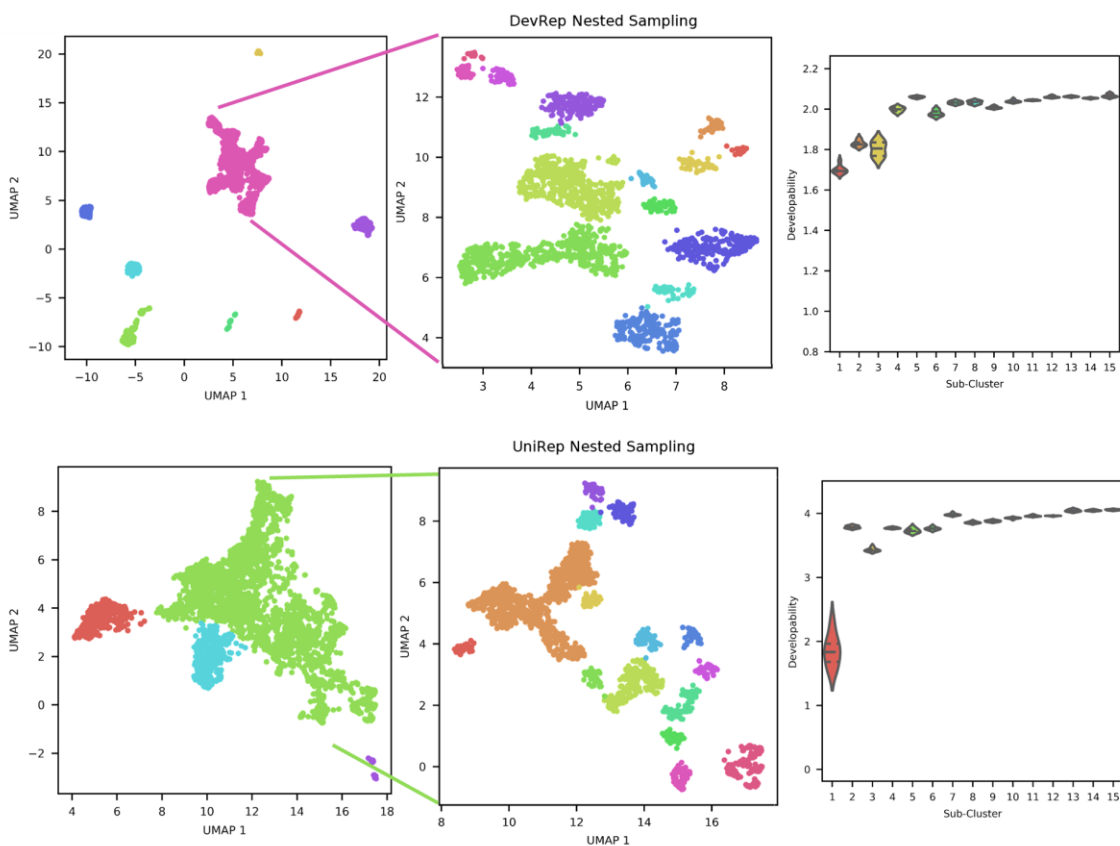 DevRep Nested Sampling
20
15
10
5
0
−5
−10
−10 −5 0 5 10 15 20
UMAP 1
UMAP 2
12
10
8
6
4
3 4 5 6 7 8
UMAP 1
UMAP 2
2.2
2.0
1.8
1.6
1.4
1.2
1.0
0.8
1 2 3 4 5 6 7 8 9 10 11 12 13 14 15
Sub-Cluster
Developability
UniRep Nested Sampling
8
6
4
2
0
−2
4 6 8 10 12 14 16 18
UMAP 1
UMAP 2
8
6
4
2
0
8 10 12 14 16
UMAP 1
UMAP 2
4
3
2
1
0
1 2 3 4 5 6 7 8 9 10 11 12 13 14 15
Sub-Cluster
Developability